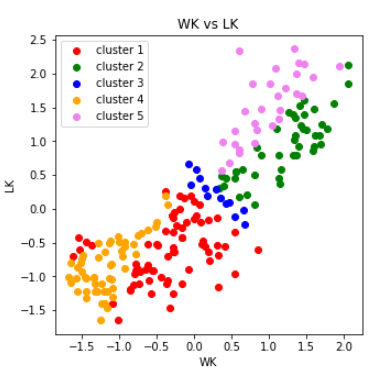 WK vs LK
2.5
2.0
1.5
1.0
0.5
0.0
−0.5
−1.0
−1.5
LK
cluster 1
cluster 2
cluster 3
cluster 4
cluster 5
−1.5 −1.0 −0.5 0.0 0.5 1.0 1.5 2.0
WK